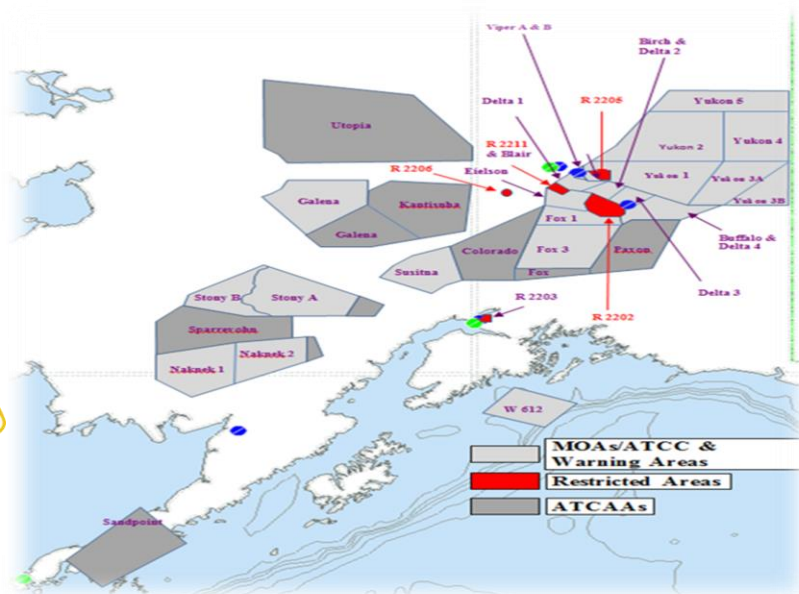 Viper A & B
Birch &
Delta 2
Delta 1
R 2205
Yukon 5
Utopia
R 2211
& Blair
Yukon 2
Yukon 4
R 2206
Eielson
Yukon 1
Yukon 3A
Galena
Kantisuha
Yukon 3B
Fox 1
Galena
Colorado
Fox 3
Paxon
Buffalo &
Delta 4
Susitna
Fox
Stony B
Stony A
R 2203
Delta 3
R 2202
Sparrevohn
Naknek 1
Naknek 2
W 612
MOAs/ATCC &
Warning Areas
Restricted Areas
ATCAAs
Sandpoint